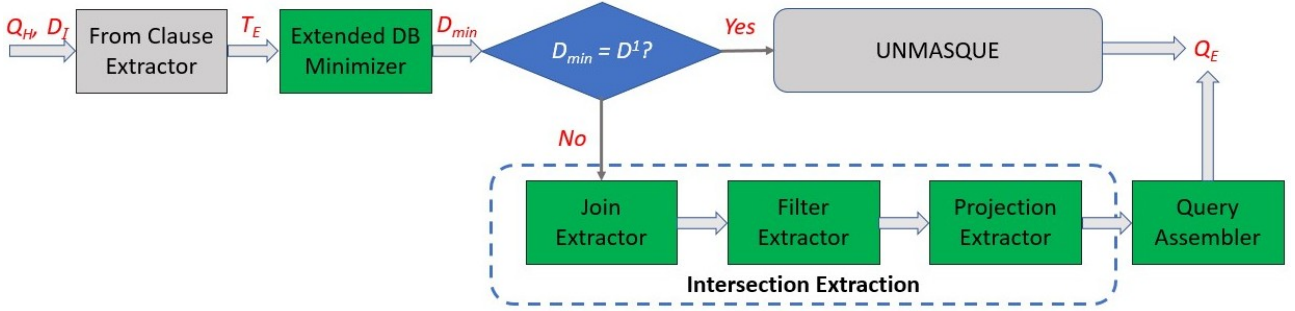 Q_H, D_I
From Clause
Extractor
T_E
Extended DB
Minimizer
D_min
D_min = D¹?
Yes
UNMASQUE
Q_E
No
Join
Extractor
Filter
Extractor
Projection
Extractor
Query
Assembler
Intersection Extraction